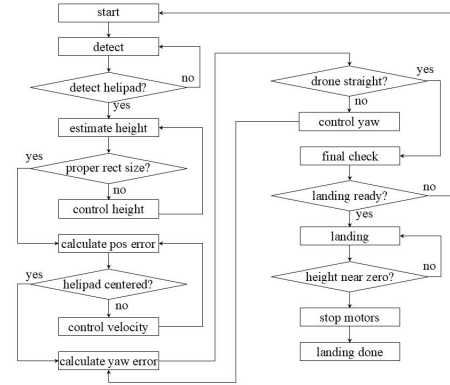 start
detect
detect helipad?
no
yes
estimate height
yes
proper rect size?
no
control height
calculate pos error
yes
helipad centered?
no
control velocity
calculate yaw error
drone straight?
yes
no
control yaw
final check
landing ready?
no
yes
landing
height near zero?
no
yes
stop motors
landing done